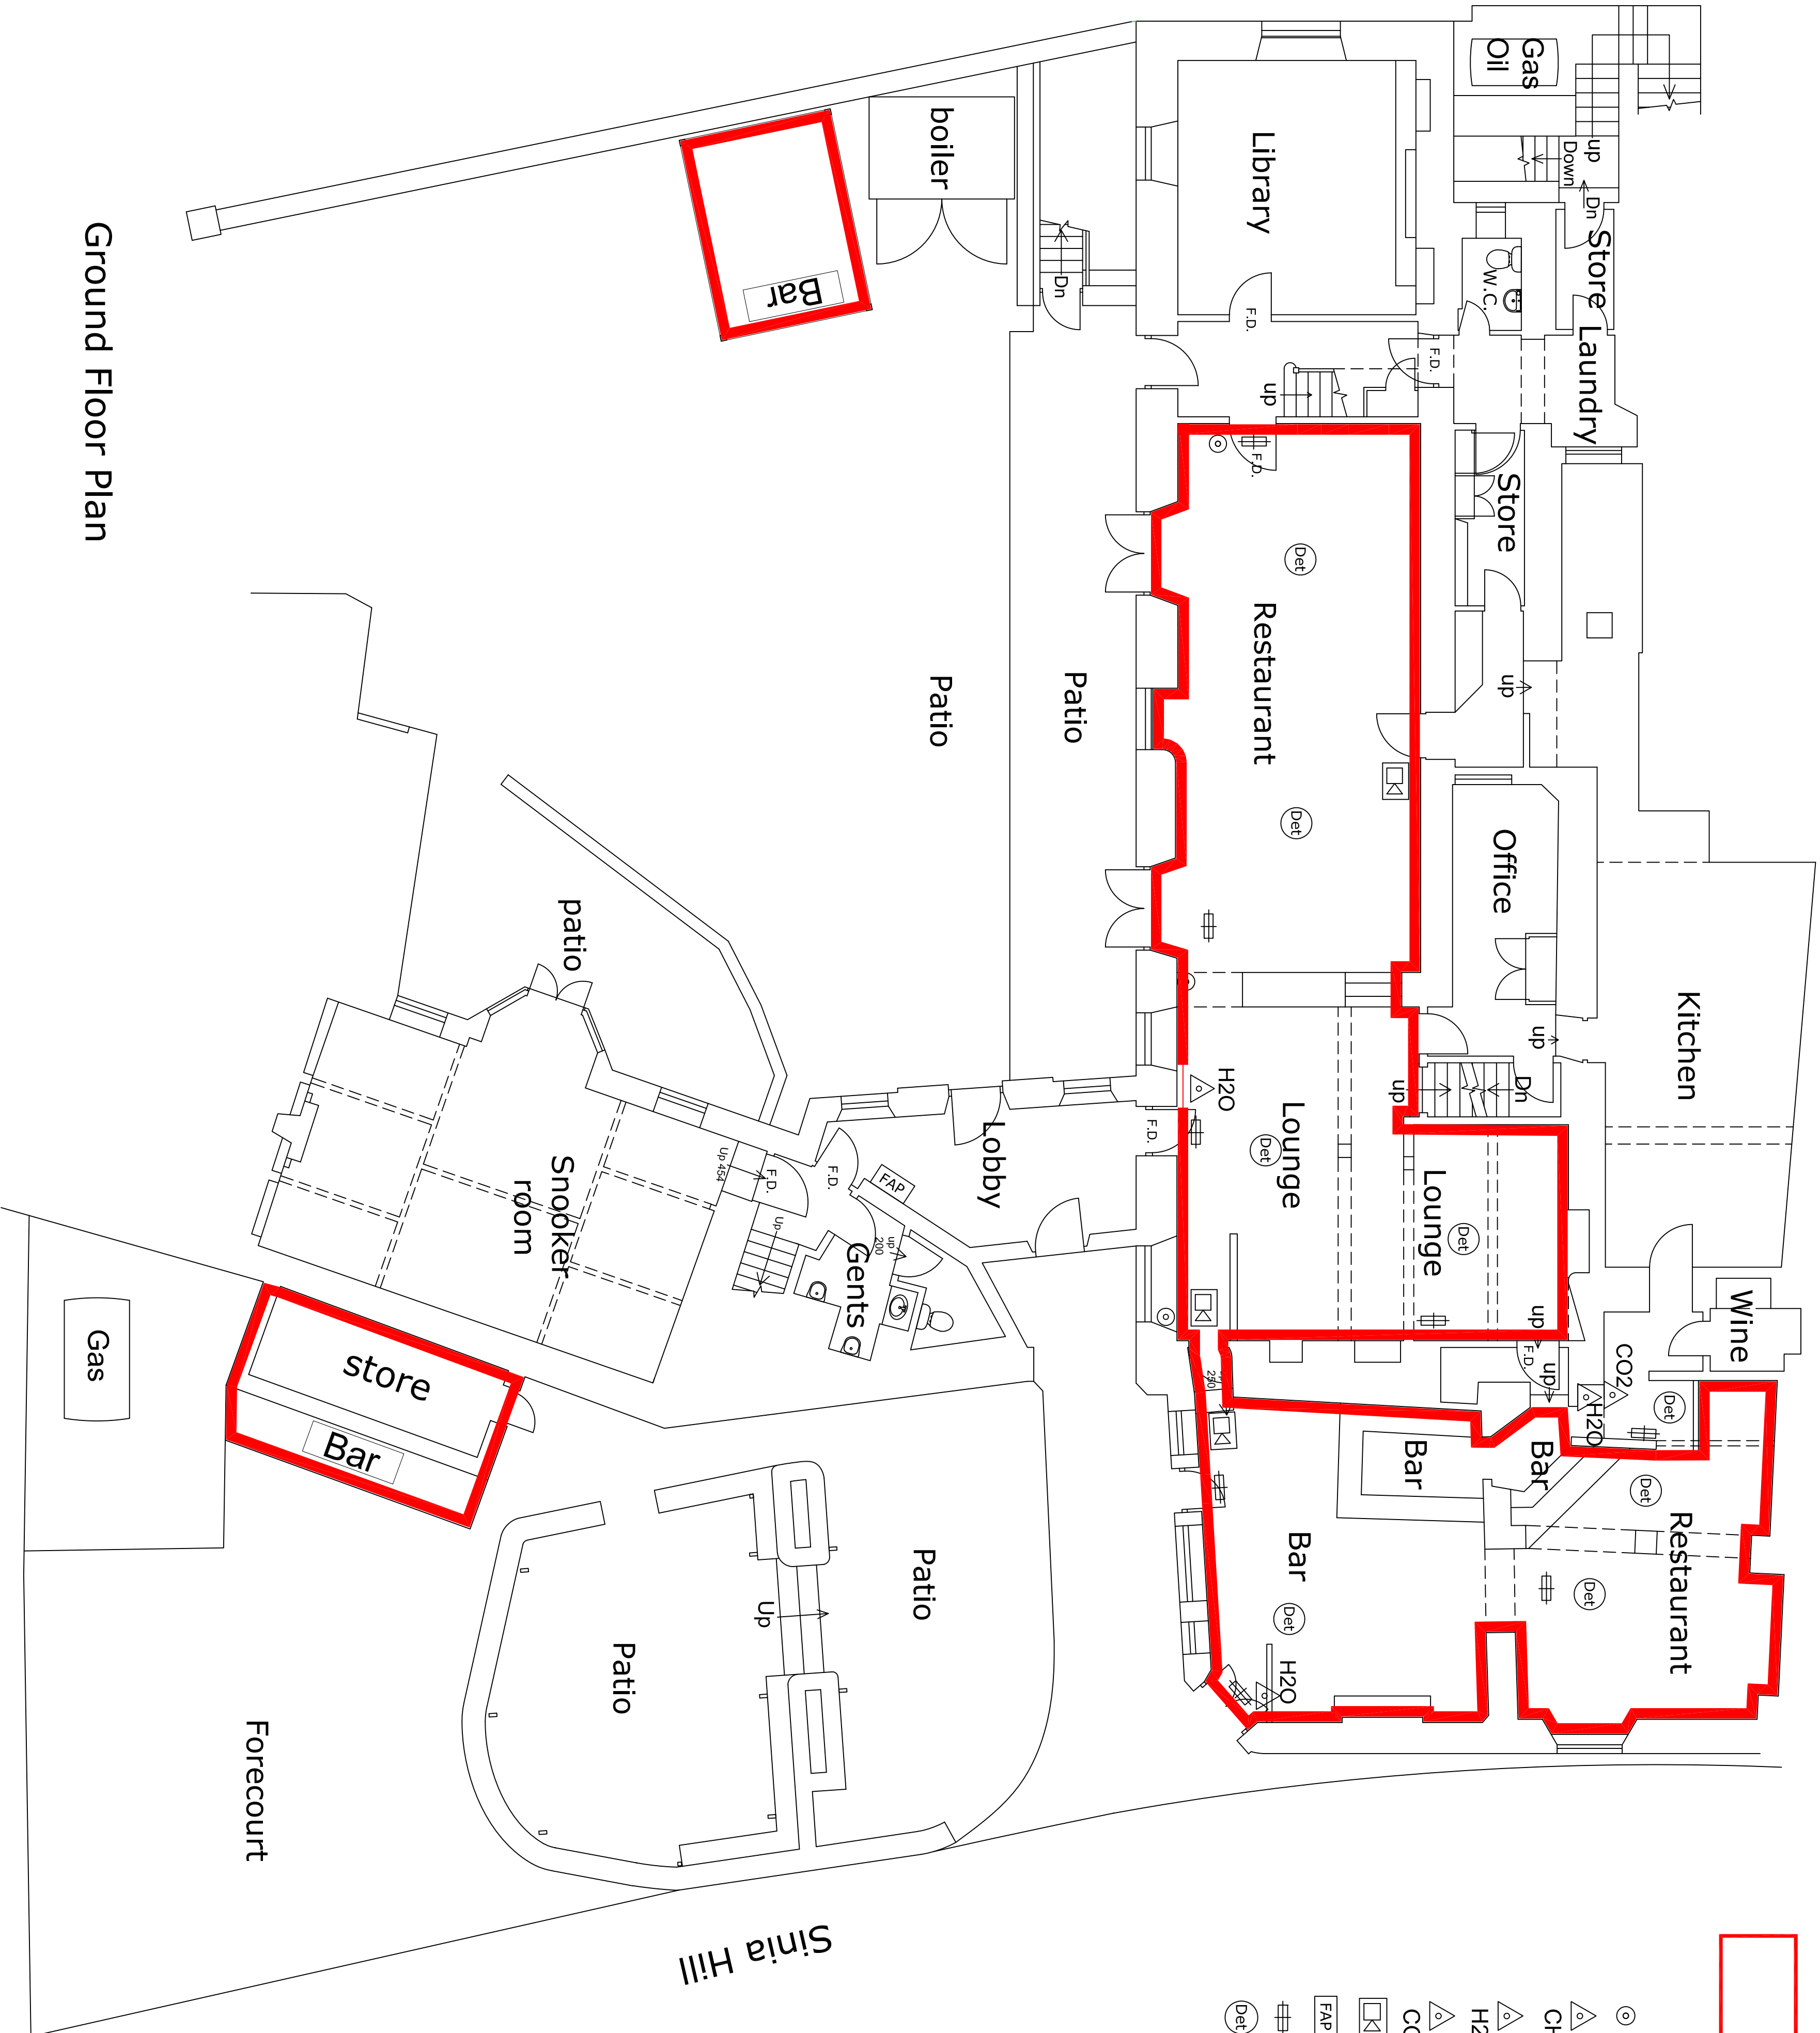 Ground Floor Plan
Gas
Oil
up
Down
Dn
Store
Laundry
W.C.
Library
F.D.
F.D.
up
Dn
boiler
Bar
F.D.
Store
Det
Restaurant
Det
up
Office
up
Kitchen
Patio
Patio
patio
up
Dn
H2O
Lounge
Det
F.D.
Lounge
Det
up
F.D.
up
250
Wine
CO2
H2O
Det
Lobby
FAP
F.D.
F.D.
Up 454
Up
up
200
Gents
Snooker
room
Gas
store
Bar
Bar
Bar
Bar
Det
H2O
Det
Restaurant
Det
Patio
Up
Patio
Forecourt
Sinia Hill
Det
FAP